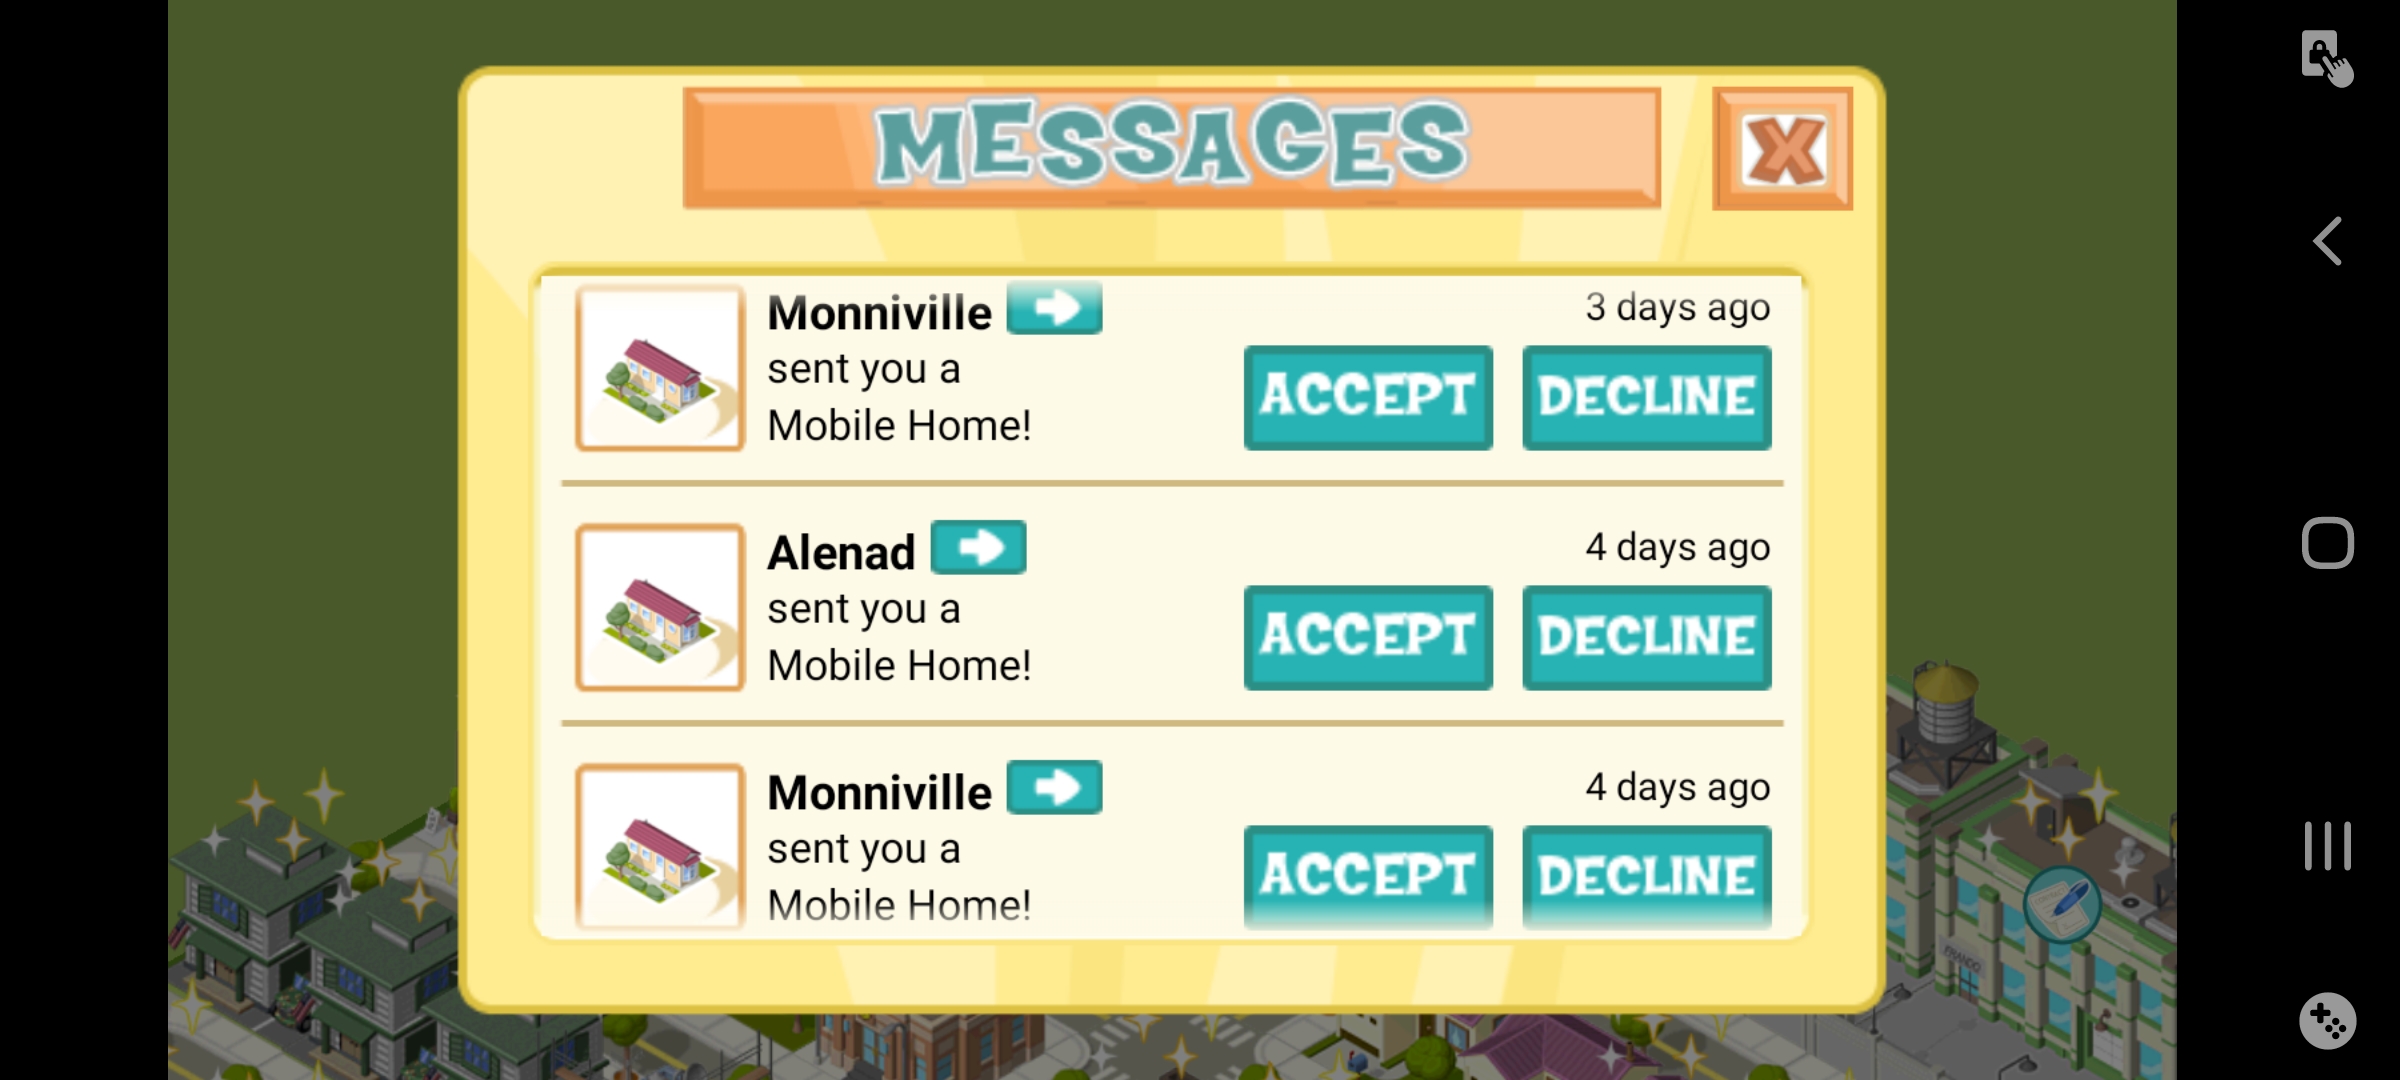 MESSAGES
X
Monniville
3 days ago
sent you a
Mobile Home!
ACCEPT
DECLINE
Alenad
4 days ago
sent you a
Mobile Home!
ACCEPT
DECLINE
Monniville
4 days ago
sent you a
Mobile Home!
ACCEPT
DECLINE